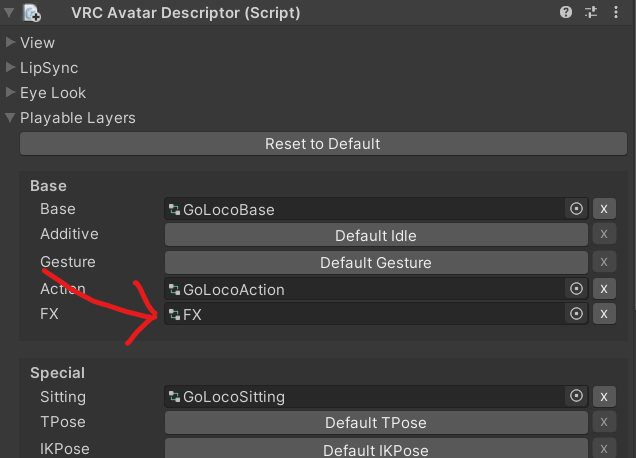 VRC Avatar Descriptor (Script)
View
LipSync
Eye Look
Playable Layers
Reset to Default
Base
Base GoLocoBase x
Additive Default Idle x
Gesture Default Gesture x
Action GoLocoAction x
FX FX x
Special
Sitting GoLocoSitting x
TPose Default TPose x
IKPose Default IKPose x